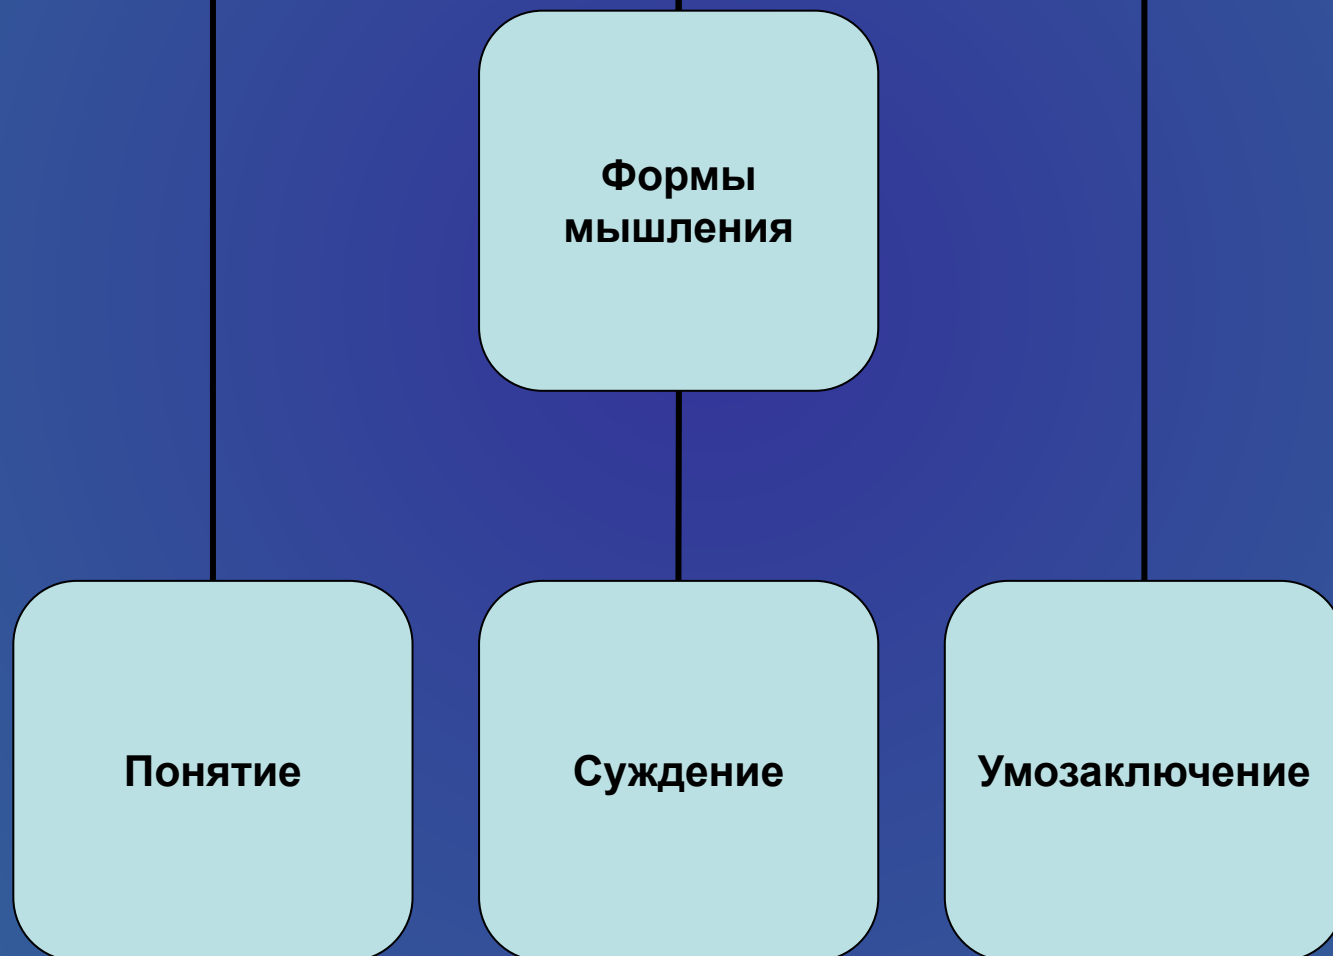 Формы
мышления
Понятие
Суждение
Умозаключение